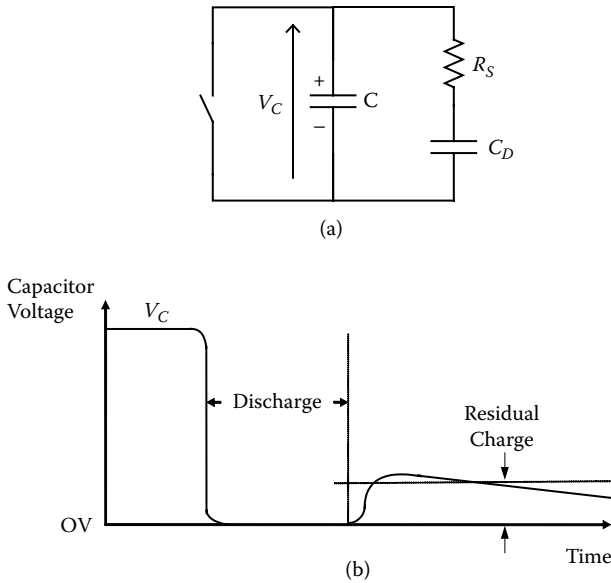 R_S
V_C
+
C
−
C_D
(a)
Capacitor
Voltage
V_C
Discharge
Residual
Charge
OV
Time
(b)